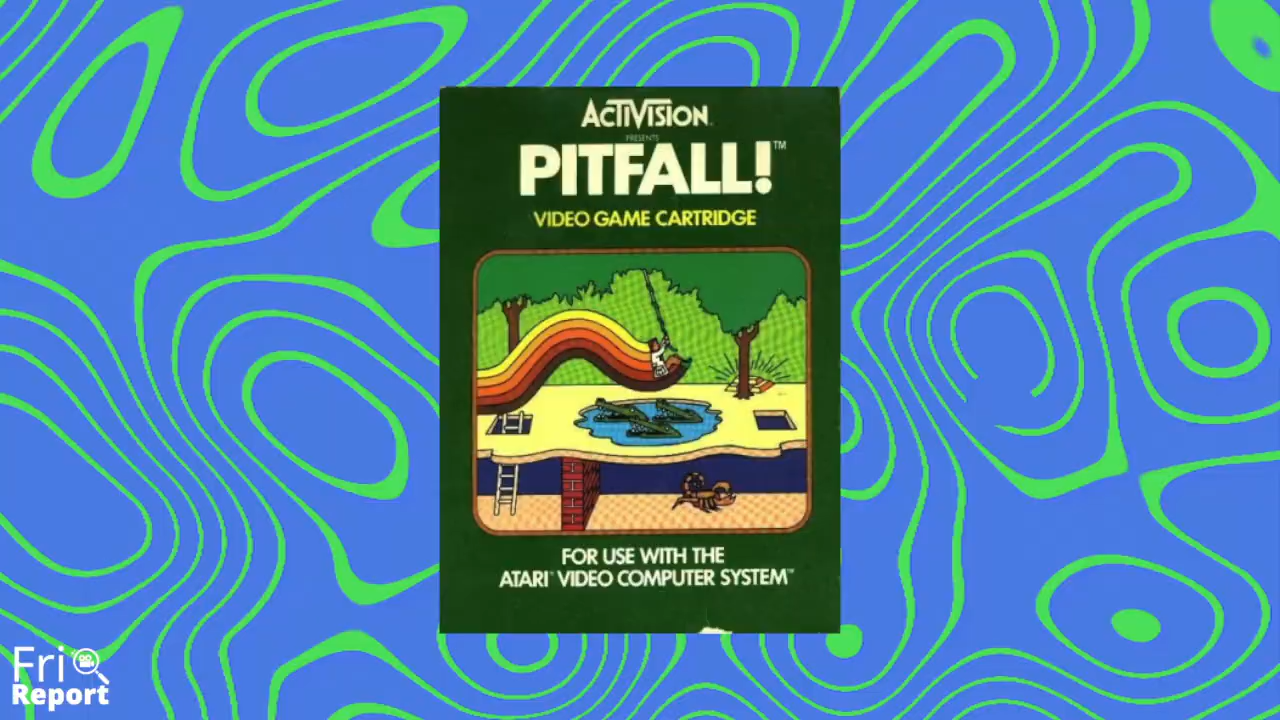 ACTIVISION.
PRESENTS
PITFALL!™
VIDEO GAME CARTRIDGE
FOR USE WITH THE
ATARI® VIDEO COMPUTER SYSTEM™
Fri
Report